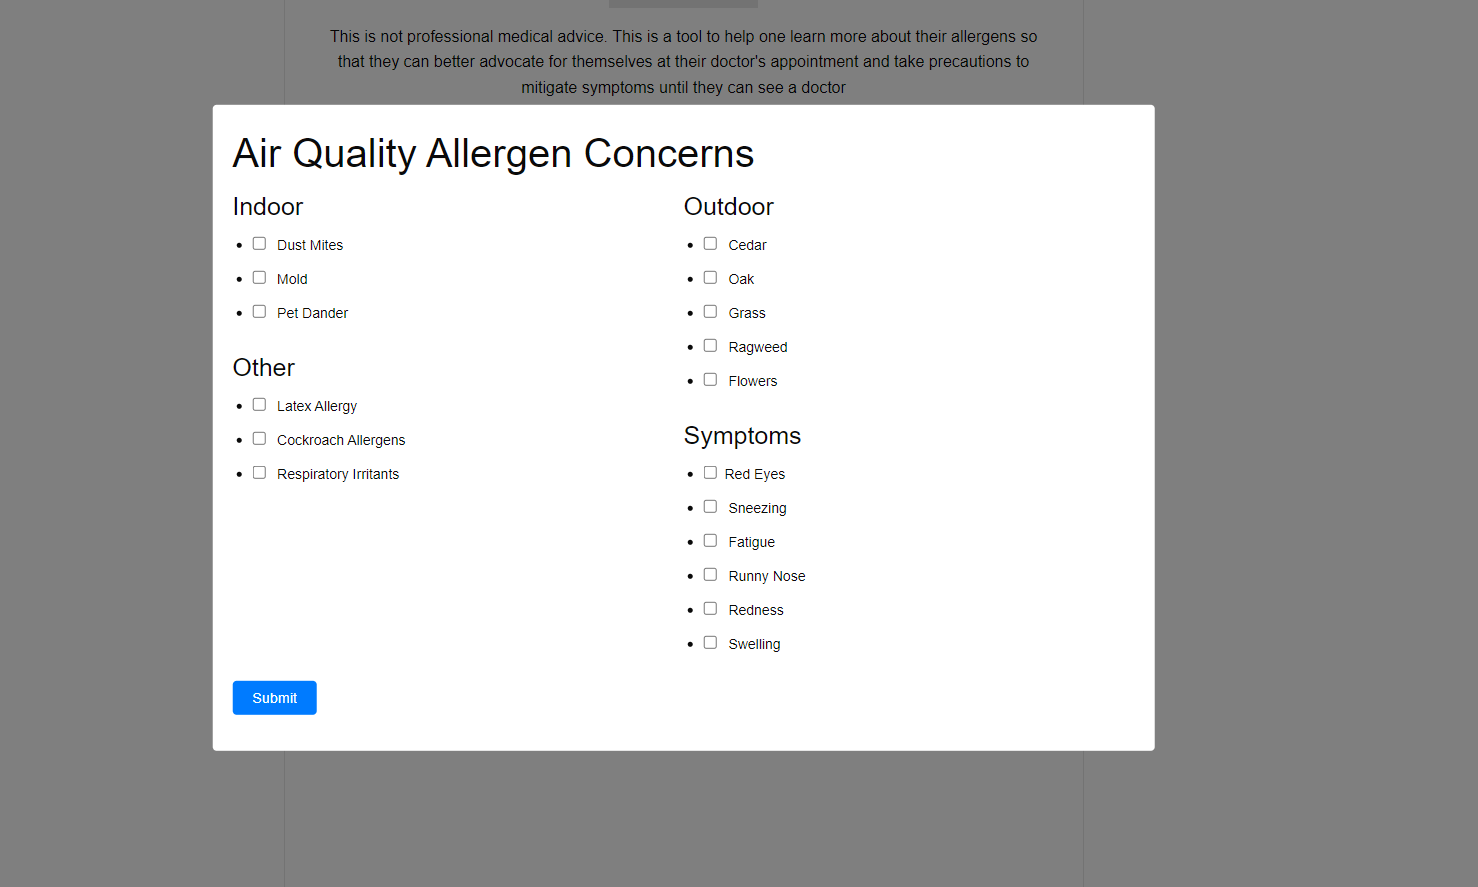 This is not professional medical advice. This is a tool to help one learn more about their allergens so
that they can better advocate for themselves at their doctor's appointment and take precautions to
mitigate symptoms until they can see a doctor
Air Quality Allergen Concerns
Indoor
Dust Mites
Mold
Pet Dander
Other
Latex Allergy
Cockroach Allergens
Respiratory Irritants
Outdoor
Cedar
Oak
Grass
Ragweed
Flowers
Symptoms
Red Eyes
Sneezing
Fatigue
Runny Nose
Redness
Swelling
Submit